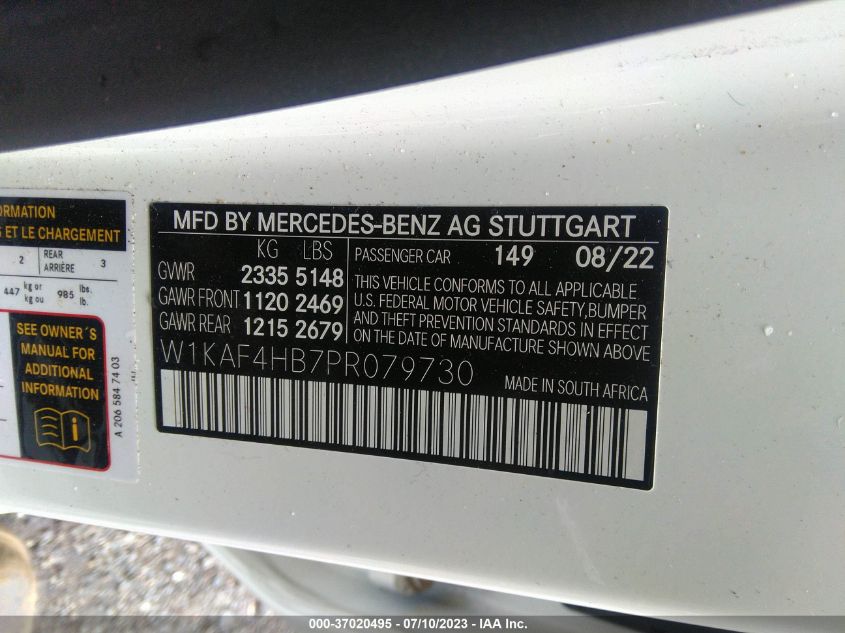 ORMATION
ET LE CHARGEMENT
2 REAR ARRIÈRE 3
447 kg or kg ou 985 lbs. lb.
SEE OWNER´S
MANUAL FOR
ADDITIONAL
INFORMATION
A 206 584 74 03
MFD BY MERCEDES-BENZ AG STUTTGART
KG LBS
GVWR 2335 5148
GAWR FRONT 1120 2469
GAWR REAR 1215 2679
PASSENGER CAR 149 08/22
THIS VEHICLE CONFORMS TO ALL APPLICABLE
U.S. FEDERAL MOTOR VEHICLE SAFETY,BUMPER
AND THEFT PREVENTION STANDARDS IN EFFECT
ON THE DATE OF MANUFACTURE SHOWN ABOVE
W1KAF4HB7PR079730
MADE IN SOUTH AFRICA
000-37020495 - 07/10/2023 - IAA Inc.